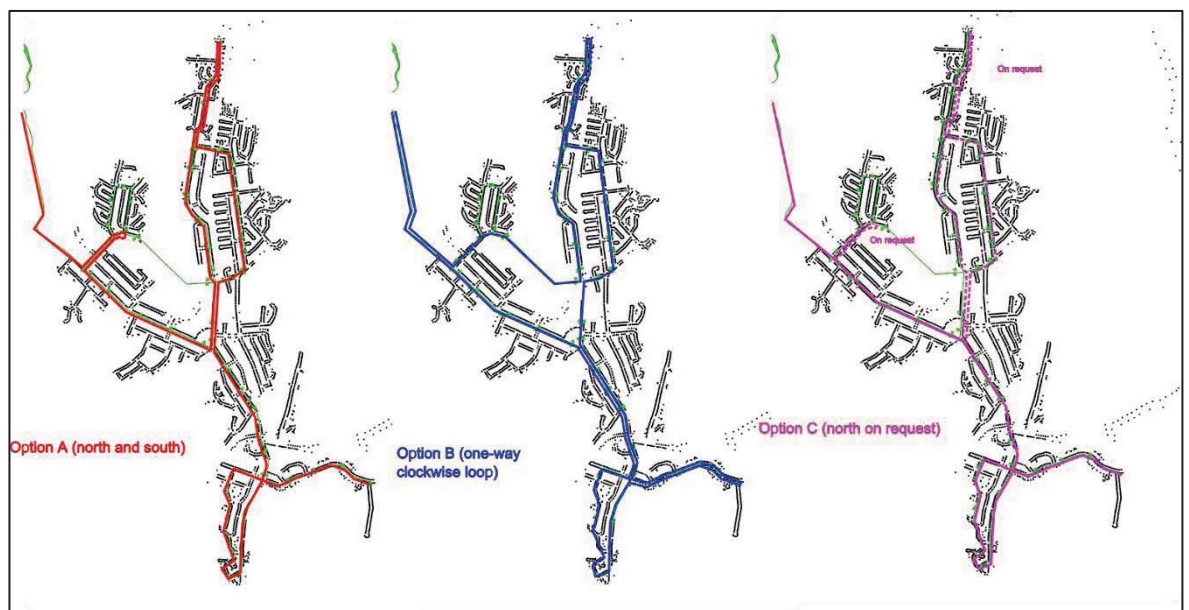 On request
On request
Option A (north and south)
Option B (one-way
clockwise loop)
Option C (north on request)